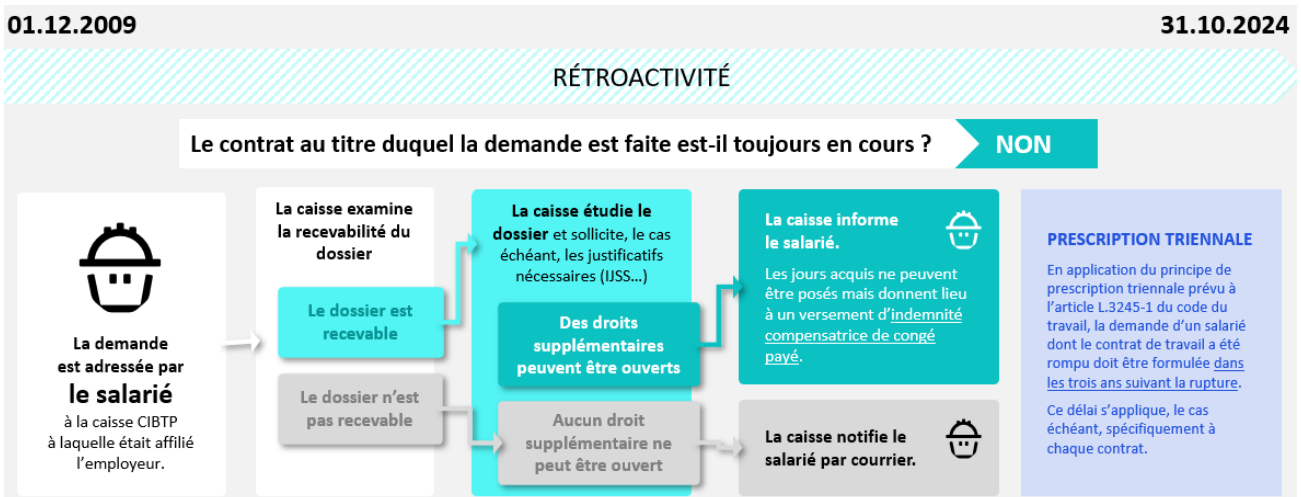 01.12.2009
31.10.2024
RÉTROACTIVITÉ
Le contrat au titre duquel la demande est faite est-il toujours en cours ?
NON
La demande
est adressée par
le salarié
à la caisse CIBTP
à laquelle était affilié
l’employeur.
La caisse examine
la recevabilité du
dossier
Le dossier est
recevable
Le dossier n’est
pas recevable
La caisse étudie le
dossier et sollicite, le cas
échéant, les justificatifs
nécessaires (IJSS…)
Des droits
supplémentaires
peuvent être ouverts
Aucun droit
supplémentaire ne
peut être ouvert
La caisse informe
le salarié.
Les jours acquis ne peuvent
être posés mais donnent lieu
à un versement d’indemnité
compensatrice de congé
payé.
La caisse notifie le
salarié par courrier.
PRESCRIPTION TRIENNALE
En application du principe de
prescription triennale prévu à
l’article L.3245-1 du code du
travail, la demande d’un salarié
dont le contrat de travail a été
rompu doit être formulée dans
les trois ans suivant la rupture.
Ce délai s’applique, le cas
échéant, spécifiquement à
chaque contrat.